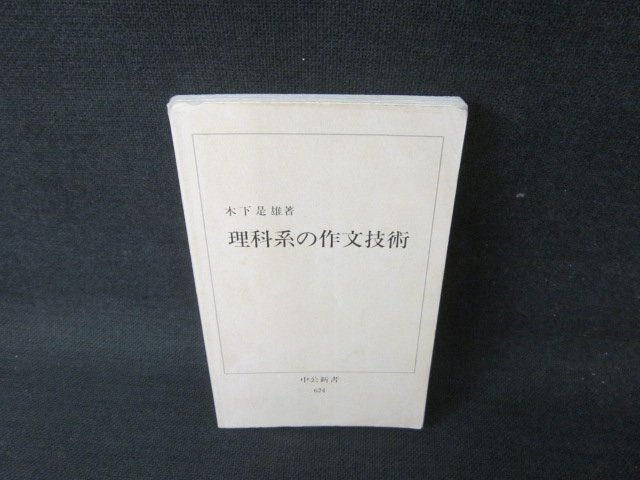 木下是雄著
理科系の作文技術
中公新書
624